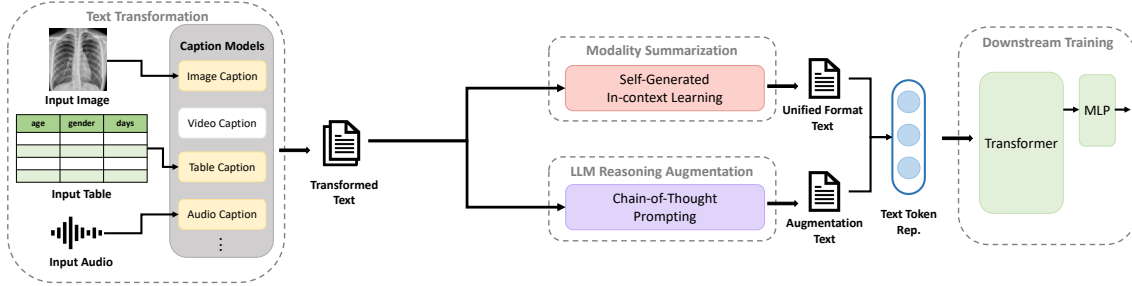 Text Transformation
Caption Models
Input Image
Image Caption
Video Caption
age gender days
Input Table
Table Caption
Input Audio
Audio Caption
⋮
Transformed
Text
Modality Summarization
Self-Generated
In-context Learning
Unified Format
Text
LLM Reasoning Augmentation
Chain-of-Thought
Prompting
Augmentation
Text
Text Token
Rep.
Downstream Training
Transformer
MLP